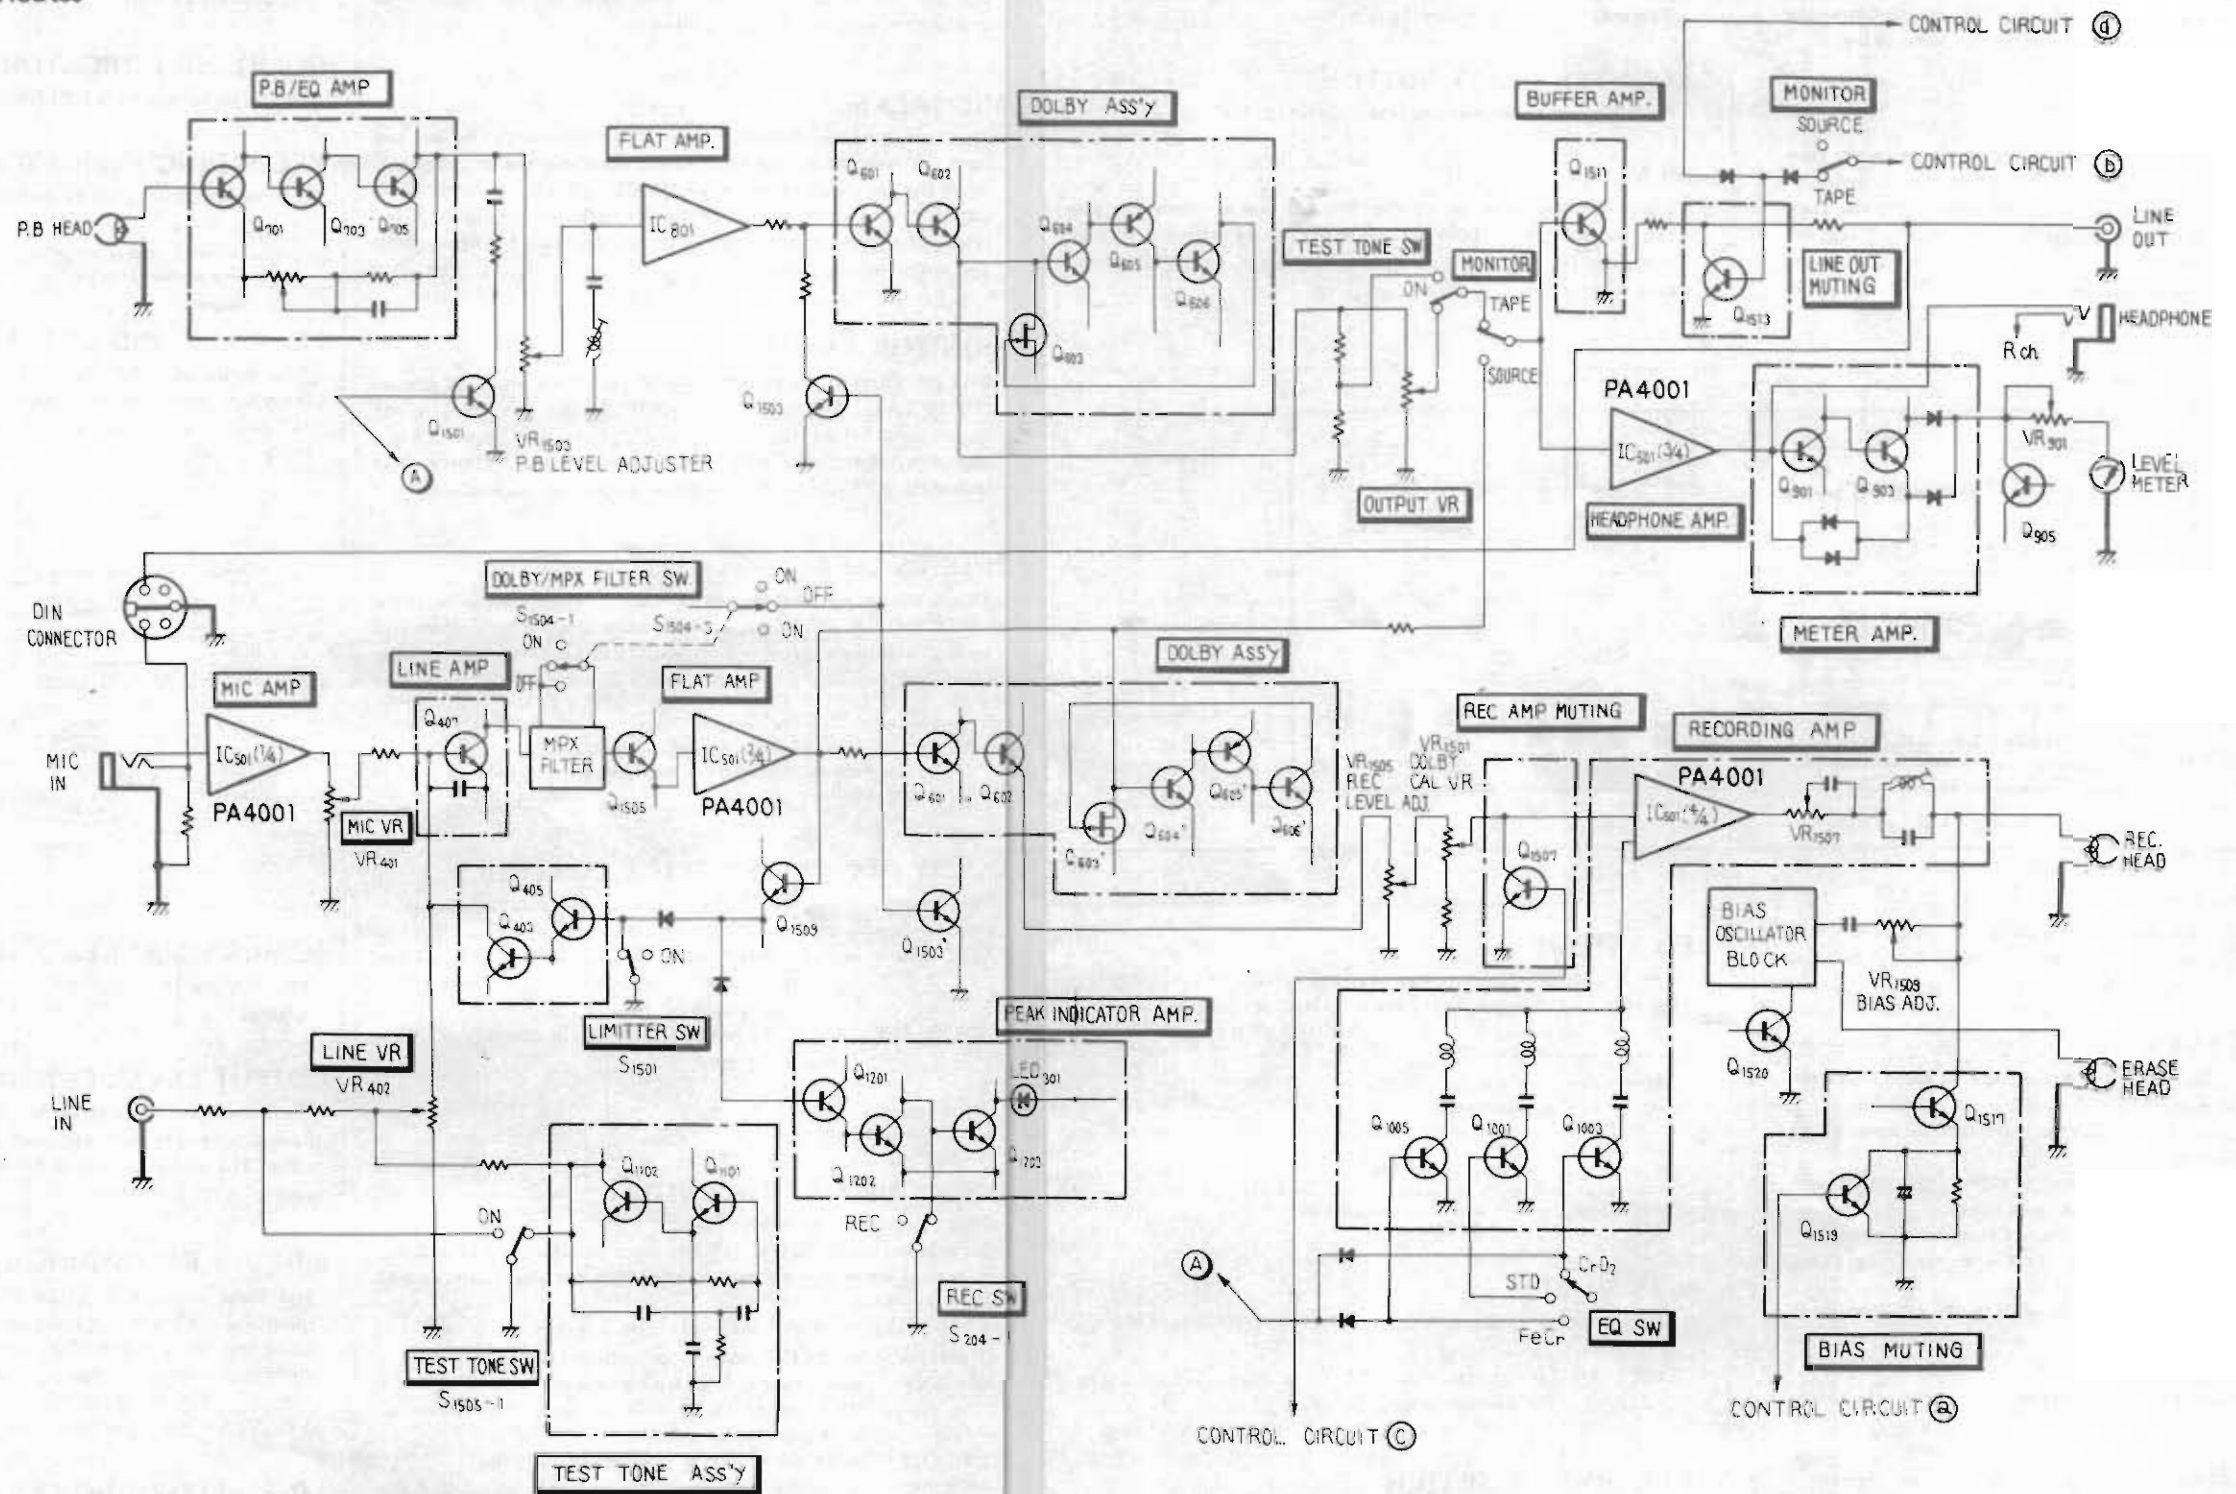 P.B/EQ AMP
Q701
Q703
Q705
P.B HEAD
FLAT AMP.
IC801
DOLBY ASS'Y
Q601
Q602
Q604
Q605
Q606
Q603
Q1501
VR1503
P.B LEVEL ADJUSTER
A
Q1503
TEST TONE SW
ON
MONITOR
TAPE
SOURCE
OUTPUT VR
BUFFER AMP.
Q1511
CONTROL CIRCUIT d
MONITOR
SOURCE
CONTROL CIRCUIT b
TAPE
LINE OUT
MUTING
Q1513
LINE
OUT
HEADPHONE
R ch
PA4001
IC501(3/4)
HEADPHONE AMP.
Q901
Q903
VR901
LEVEL
METER
Q905
METER AMP.
DIN
CONNECTOR
MIC AMP
IC501(1/4)
PA4001
MIC
IN
MIC VR
VR401
LINE AMP
Q407
DOLBY/MPX FILTER SW.
S1504-1
ON
OFF
S1504-3
ON
OFF
ON
MPX
FILTER
Q1505
FLAT AMP
IC501(2/4)
PA4001
DOLBY ASS'Y
Q601'
Q602'
Q603'
Q604'
Q605'
Q606'
VR1505
REC
LEVEL ADJ.
VR1501
DOLBY
CAL VR
REC AMP MUTING
Q1507
RECORDING AMP
PA4001
IC501(4/4)
VR1507
REC.
HEAD
Q405
Q403
ON
LIMITTER SW
S1501
Q1509
Q1503'
BIAS
OSCILLATOR
BLOCK
VR1509
BIAS ADJ.
Q1520
ERASE
HEAD
LINE VR
VR402
LINE
IN
PEAK INDICATOR AMP.
Q1201
LED301
Q1202
Q1203
REC
REC SW
S204-1
Q1102
Q1101
ON
TEST TONE SW
S1503-1
TEST TONE ASS'Y
Q1005
Q1001
Q1003
A
STD
CrO2
FeCr
EQ SW
CONTROL CIRCUIT C
Q1517
Q1519
BIAS MUTING
CONTROL CIRCUIT a